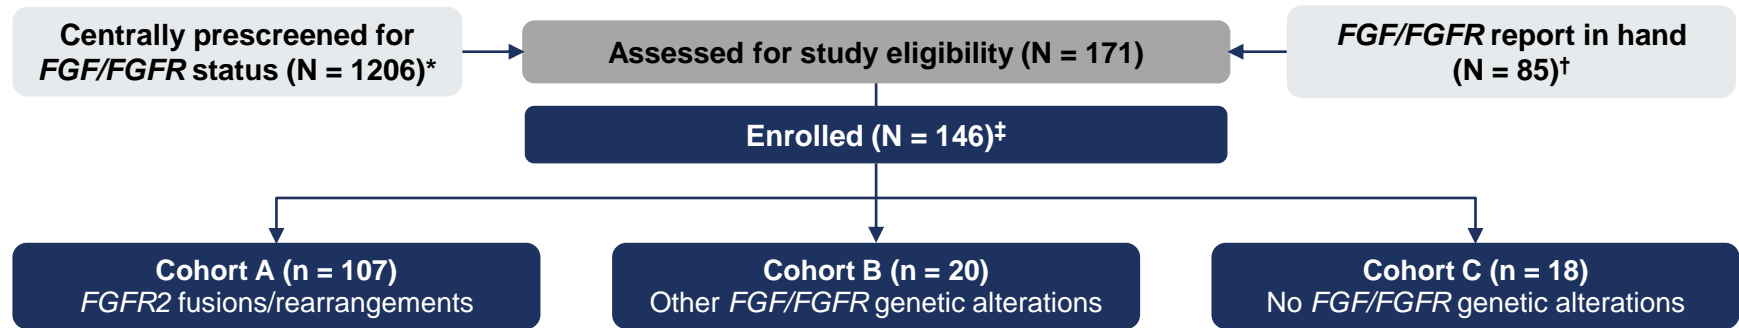 Centrally prescreened for
FGF/FGFR status (N = 1206)*
Assessed for study eligibility (N = 171)
FGF/FGFR report in hand
(N = 85)†
Enrolled (N = 146)‡
Cohort A (n = 107)
FGFR2 fusions/rearrangements
Cohort B (n = 20)
Other FGF/FGFR genetic alterations
Cohort C (n = 18)
No FGF/FGFR genetic alterations